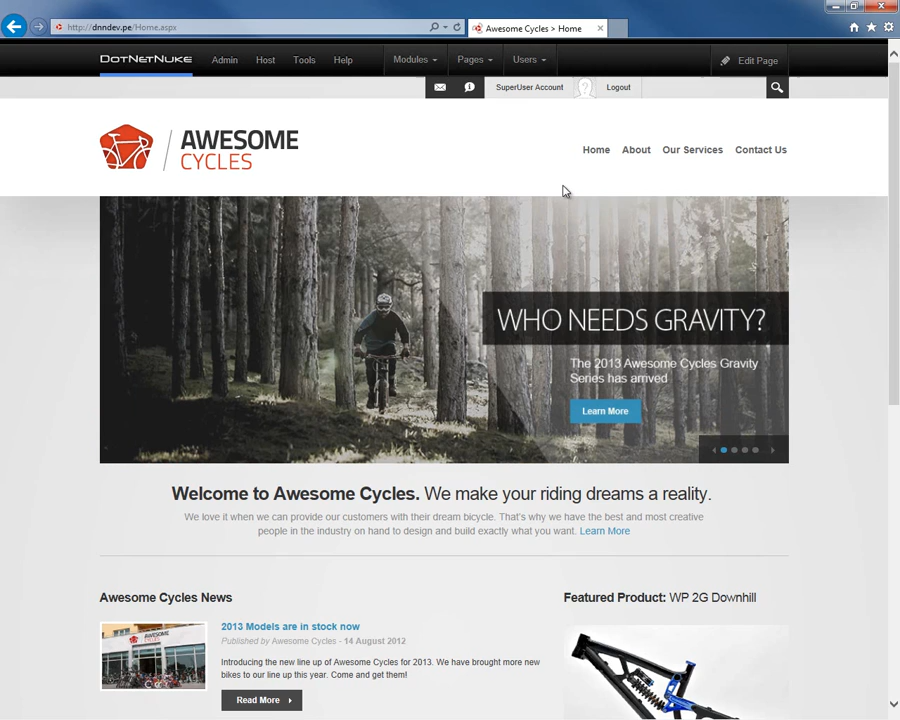 http://dnndev.pe/Home.aspx
Awesome Cycles > Home
DOTNETNUKE Admin Host Tools Help Modules Pages Users Edit Page
SuperUser Account Logout
AWESOME
CYCLES
Home About Our Services Contact Us
WHO NEEDS GRAVITY?
The 2013 Awesome Cycles Gravity
Series has arrived
Learn More
Welcome to Awesome Cycles. We make your riding dreams a reality.
We love it when we can provide our customers with their dream bicycle. That's why we have the best and most creative
people in the industry on hand to design and build exactly what you want. Learn More
Awesome Cycles News
Featured Product: WP 2G Downhill
AWESOME
CYCLES
2013 Models are in stock now
Published by Awesome Cycles - 14 August 2012
Introducing the new line up of Awesome Cycles for 2013. We have brought more new
bikes to our line up this year. Come and get them!
Read More